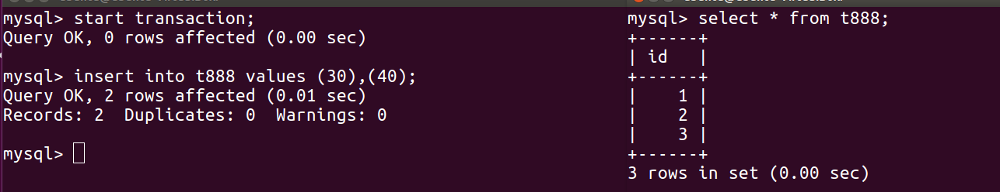 mysql> start transaction;
Query OK, 0 rows affected (0.00 sec)
mysql> insert into t888 values (30),(40);
Query OK, 2 rows affected (0.01 sec)
Records: 2  Duplicates: 0  Warnings: 0
mysql>
mysql> select * from t888;
+------+
| id   |
+------+
|    1 |
|    2 |
|    3 |
+------+
3 rows in set (0.00 sec)